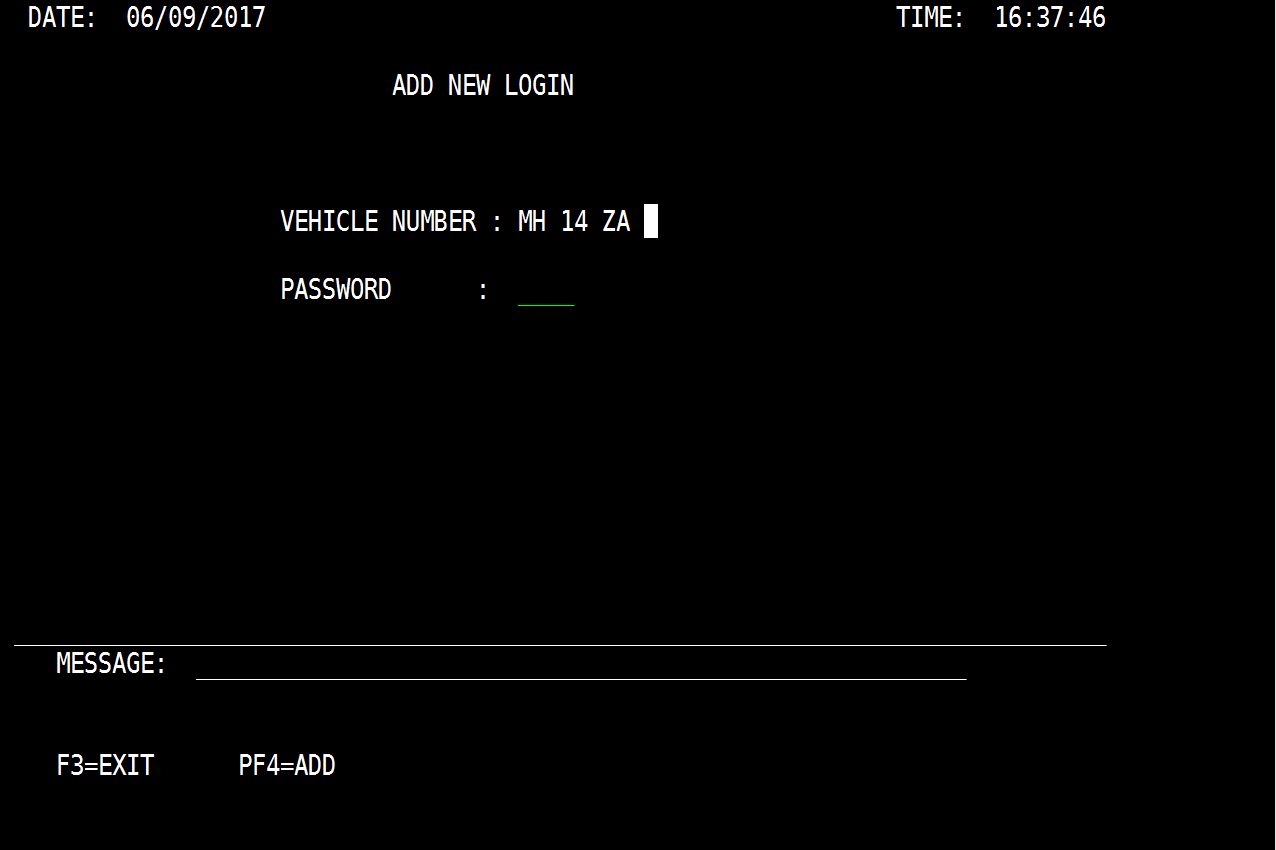 DATE: 06/09/2017 TIME: 16:37:46
ADD NEW LOGIN
VEHICLE NUMBER : MH 14 ZA
PASSWORD : ____
MESSAGE:
F3=EXIT PF4=ADD